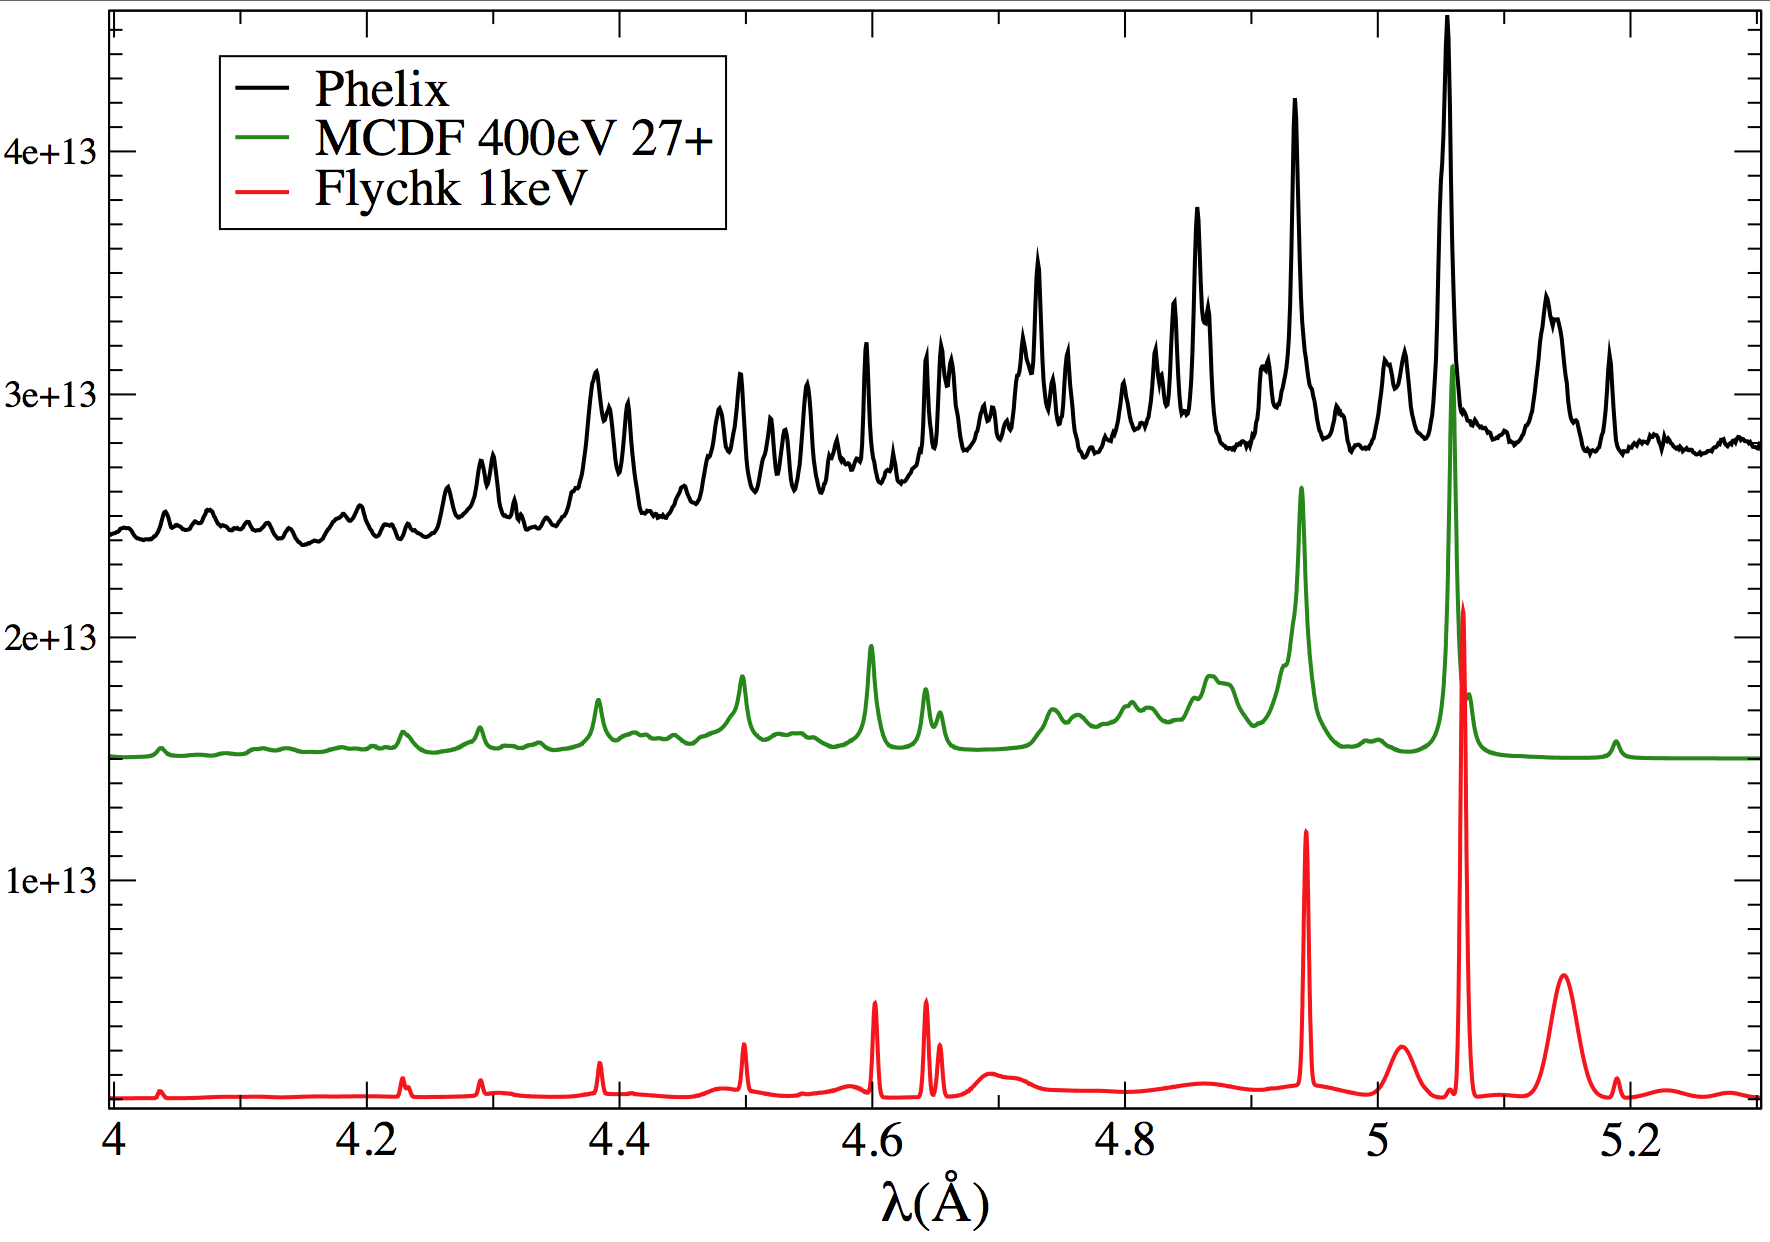 Phelix
MCDF 400eV 27+
Flychk 1keV
4e+13
3e+13
2e+13
1e+13
4 4.2 4.4 4.6 4.8 5 5.2
λ(Å)